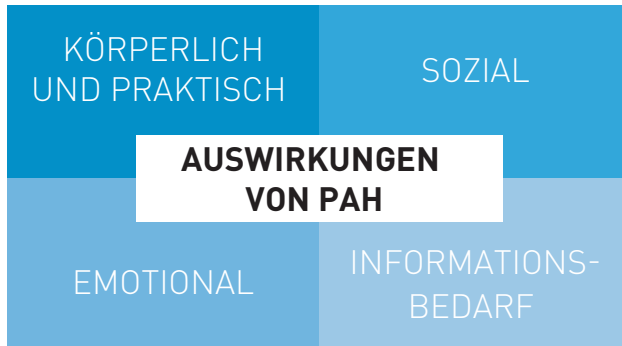 KÖRPERLICH
UND PRAKTISCH
SOZIAL
AUSWIRKUNGEN
VON PAH
EMOTIONAL
INFORMATIONS-
BEDARF